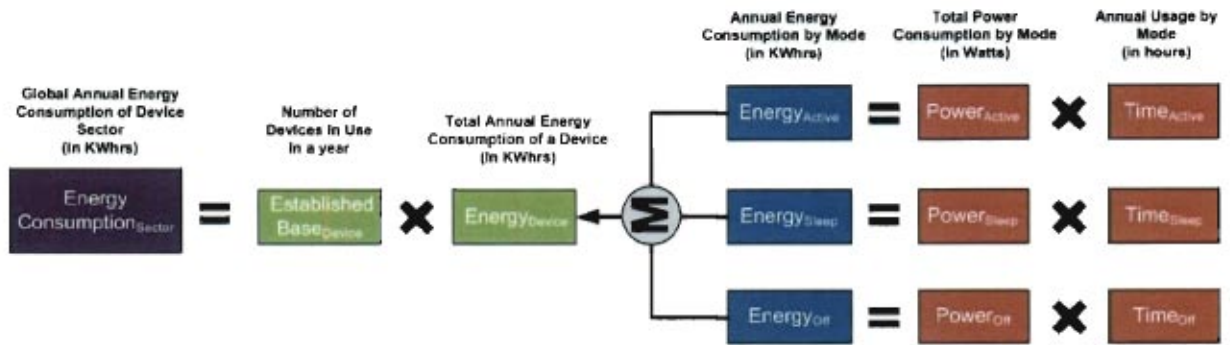 Global Annual Energy
Consumption of Device
Sector
(in KWhrs)
Energy
ConsumptionSector
=
Number of
Devices in Use
in a year
Established
BaseDevice
×
Total Annual Energy
Consumption of a Device
(in KWhrs)
EnergyDevice
Σ
Annual Energy
Consumption by Mode
(in KWhrs)
Total Power
Consumption by Mode
(in Watts)
Annual Usage by
Mode
(in hours)
EnergyActive = PowerActive × TimeActive
EnergySleep = PowerSleep × TimeSleep
EnergyOff = PowerOff × TimeOff